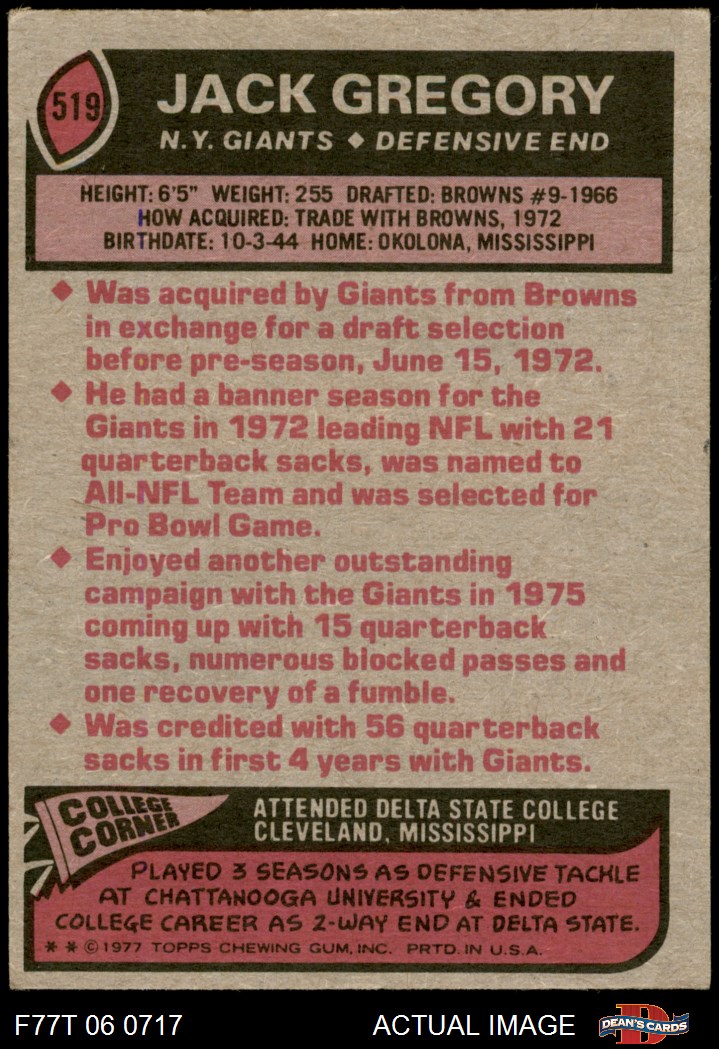 519
JACK GREGORY
N.Y. GIANTS ♦ DEFENSIVE END
HEIGHT: 6'5" WEIGHT: 255 DRAFTED: BROWNS #9-1966
HOW ACQUIRED: TRADE WITH BROWNS, 1972
BIRTHDATE: 10-3-44 HOME: OKOLONA, MISSISSIPPI
♦ Was acquired by Giants from Browns
in exchange for a draft selection
before pre-season, June 15, 1972.
♦ He had a banner season for the
Giants in 1972 leading NFL with 21
quarterback sacks, was named to
All-NFL Team and was selected for
Pro Bowl Game.
♦ Enjoyed another outstanding
campaign with the Giants in 1975
coming up with 15 quarterback
sacks, numerous blocked passes and
one recovery of a fumble.
♦ Was credited with 56 quarterback
sacks in first 4 years with Giants.
COLLEGE
CORNER
ATTENDED DELTA STATE COLLEGE
CLEVELAND, MISSISSIPPI
PLAYED 3 SEASONS AS DEFENSIVE TACKLE
AT CHATTANOOGA UNIVERSITY & ENDED
COLLEGE CAREER AS 2-WAY END AT DELTA STATE.
** © 1977 TOPPS CHEWING GUM, INC. PRTD. IN U.S.A.
F77T 06 0717
ACTUAL IMAGE
D
DEAN'S CARDS